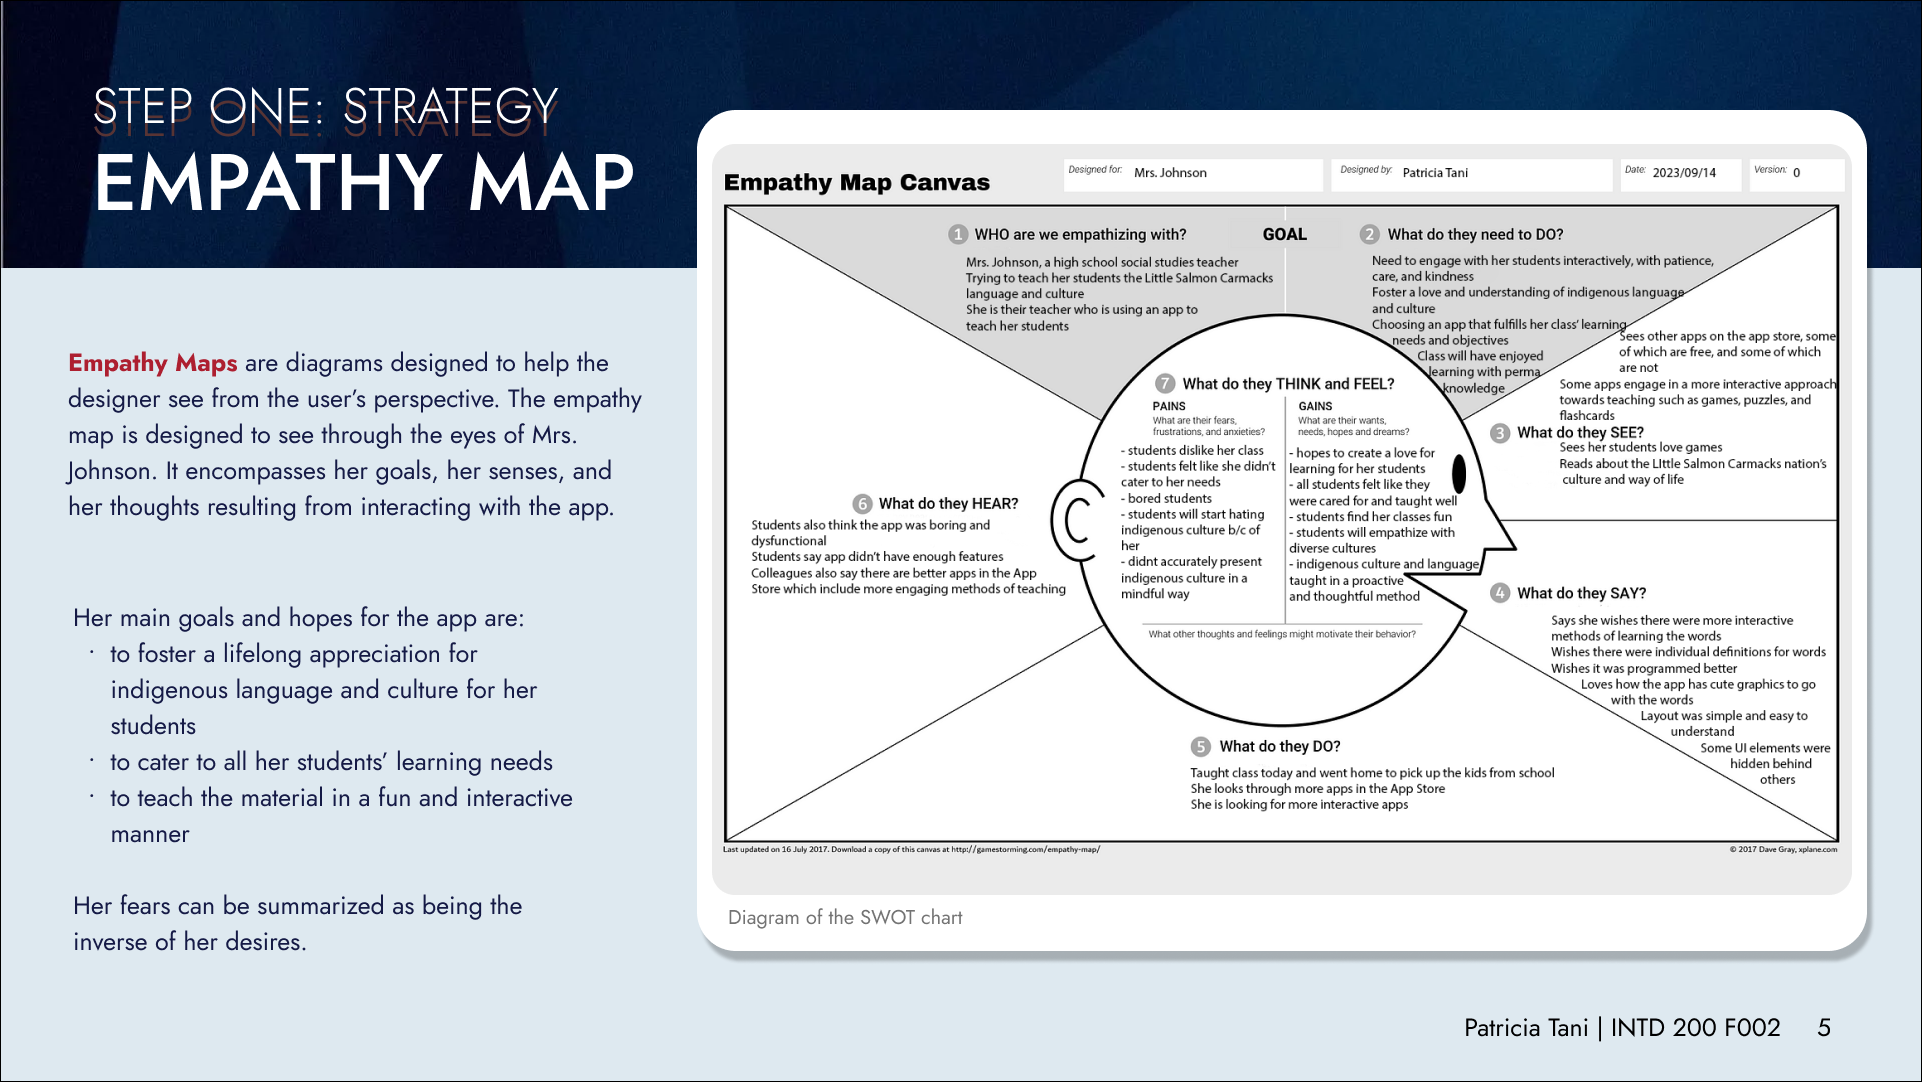 STEP ONE: STRATEGY
EMPATHY MAP
Empathy Maps are diagrams designed to help the
designer see from the user's perspective. The empathy
map is designed to see through the eyes of Mrs.
Johnson. It encompasses her goals, her senses, and
her thoughts resulting from interacting with the app.
Her main goals and hopes for the app are:
· to foster a lifelong appreciation for
indigenous language and culture for her
students
· to cater to all her students' learning needs
· to teach the material in a fun and interactive
manner
Her fears can be summarized as being the
inverse of her desires.
Empathy Map Canvas
Designed for: Mrs. Johnson
Designed by: Patricia Tani
Date: 2023/09/14
Version: 0
1 WHO are we empathizing with?
Mrs. Johnson, a high school social studies teacher
Trying to teach her students the Little Salmon Carmacks
language and culture
She is their teacher who is using an app to
teach her students
GOAL
2 What do they need to DO?
Need to engage with her students interactively, with patience,
care, and kindness
Foster a love and understanding of indigenous language
and culture
Choosing an app that fulfills her class' learning
needs and objectives
Class will have enjoyed
learning with perma
knowledge
Sees other apps on the app store, some
of which are free, and some of which
are not
Some apps engage in a more interactive approach
towards teaching such as games, puzzles, and
flashcards
3 What do they SEE?
Sees her students love games
Reads about the LIttle Salmon Carmacks nation's
culture and way of life
4 What do they SAY?
Says she wishes there were more interactive
methods of learning the words
Wishes there were individual definitions for words
Wishes it was programmed better
Loves how the app has cute graphics to go
with the words
Layout was simple and easy to
understand
Some UI elements were
hidden behind
others
5 What do they DO?
Taught class today and went home to pick up the kids from school
She looks through more apps in the App Store
She is looking for more interactive apps
6 What do they HEAR?
Students also think the app was boring and
dysfunctional
Students say app didn't have enough features
Colleagues also say there are better apps in the App
Store which include more engaging methods of teaching
7 What do they THINK and FEEL?
PAINS
What are their fears,
frustrations, and anxieties?
- students dislike her class
- students felt like she didn't
cater to her needs
- bored students
- students will start hating
indigenous culture b/c of
her
- didnt accurately present
indigenous culture in a
mindful way
GAINS
What are their wants,
needs, hopes and dreams?
- hopes to create a love for
learning for her students
- all students felt like they
were cared for and taught well
- students find her classes fun
- students will empathize with
diverse cultures
- indigenous culture and language
taught in a proactive
and thoughtful method
What other thoughts and feelings might motivate their behavior?
Last updated on 16 July 2017. Download a copy of this canvas at http://gamestorming.com/empathy-map/
© 2017 Dave Gray, xplane.com
Diagram of the SWOT chart
Patricia Tani | INTD 200 F002 5